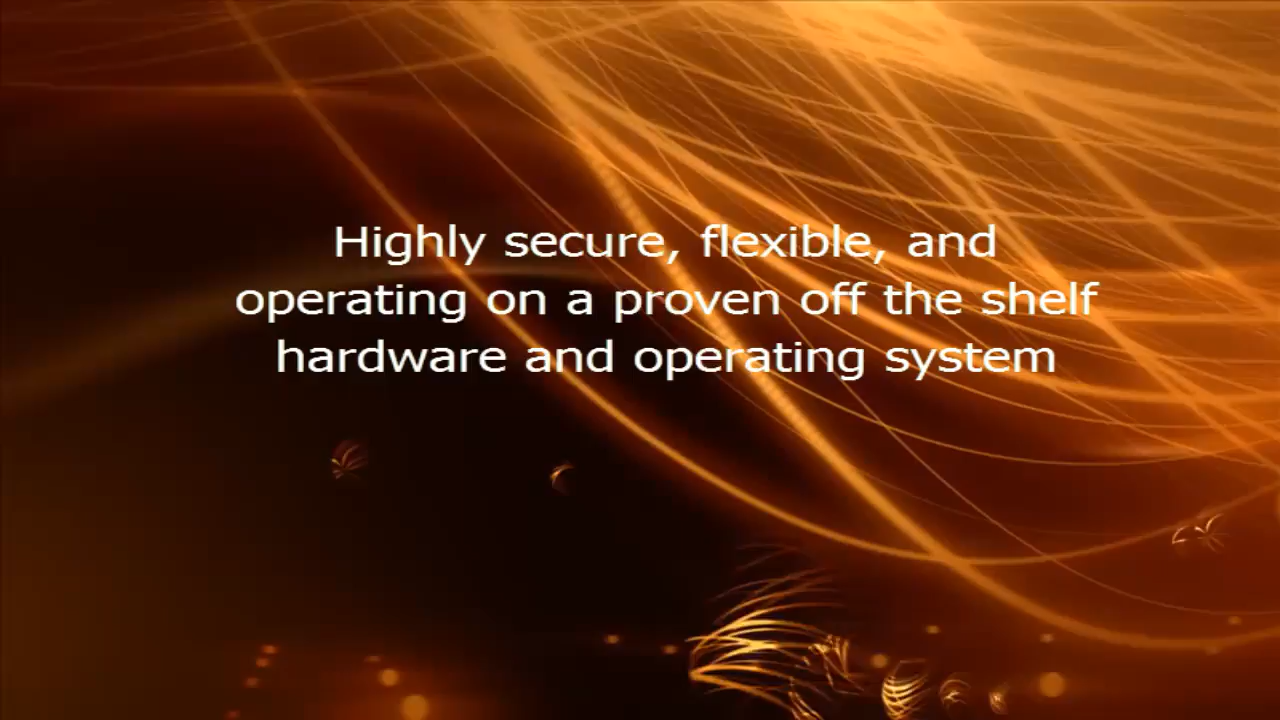 Highly secure, flexible, and
operating on a proven off the shelf
hardware and operating system